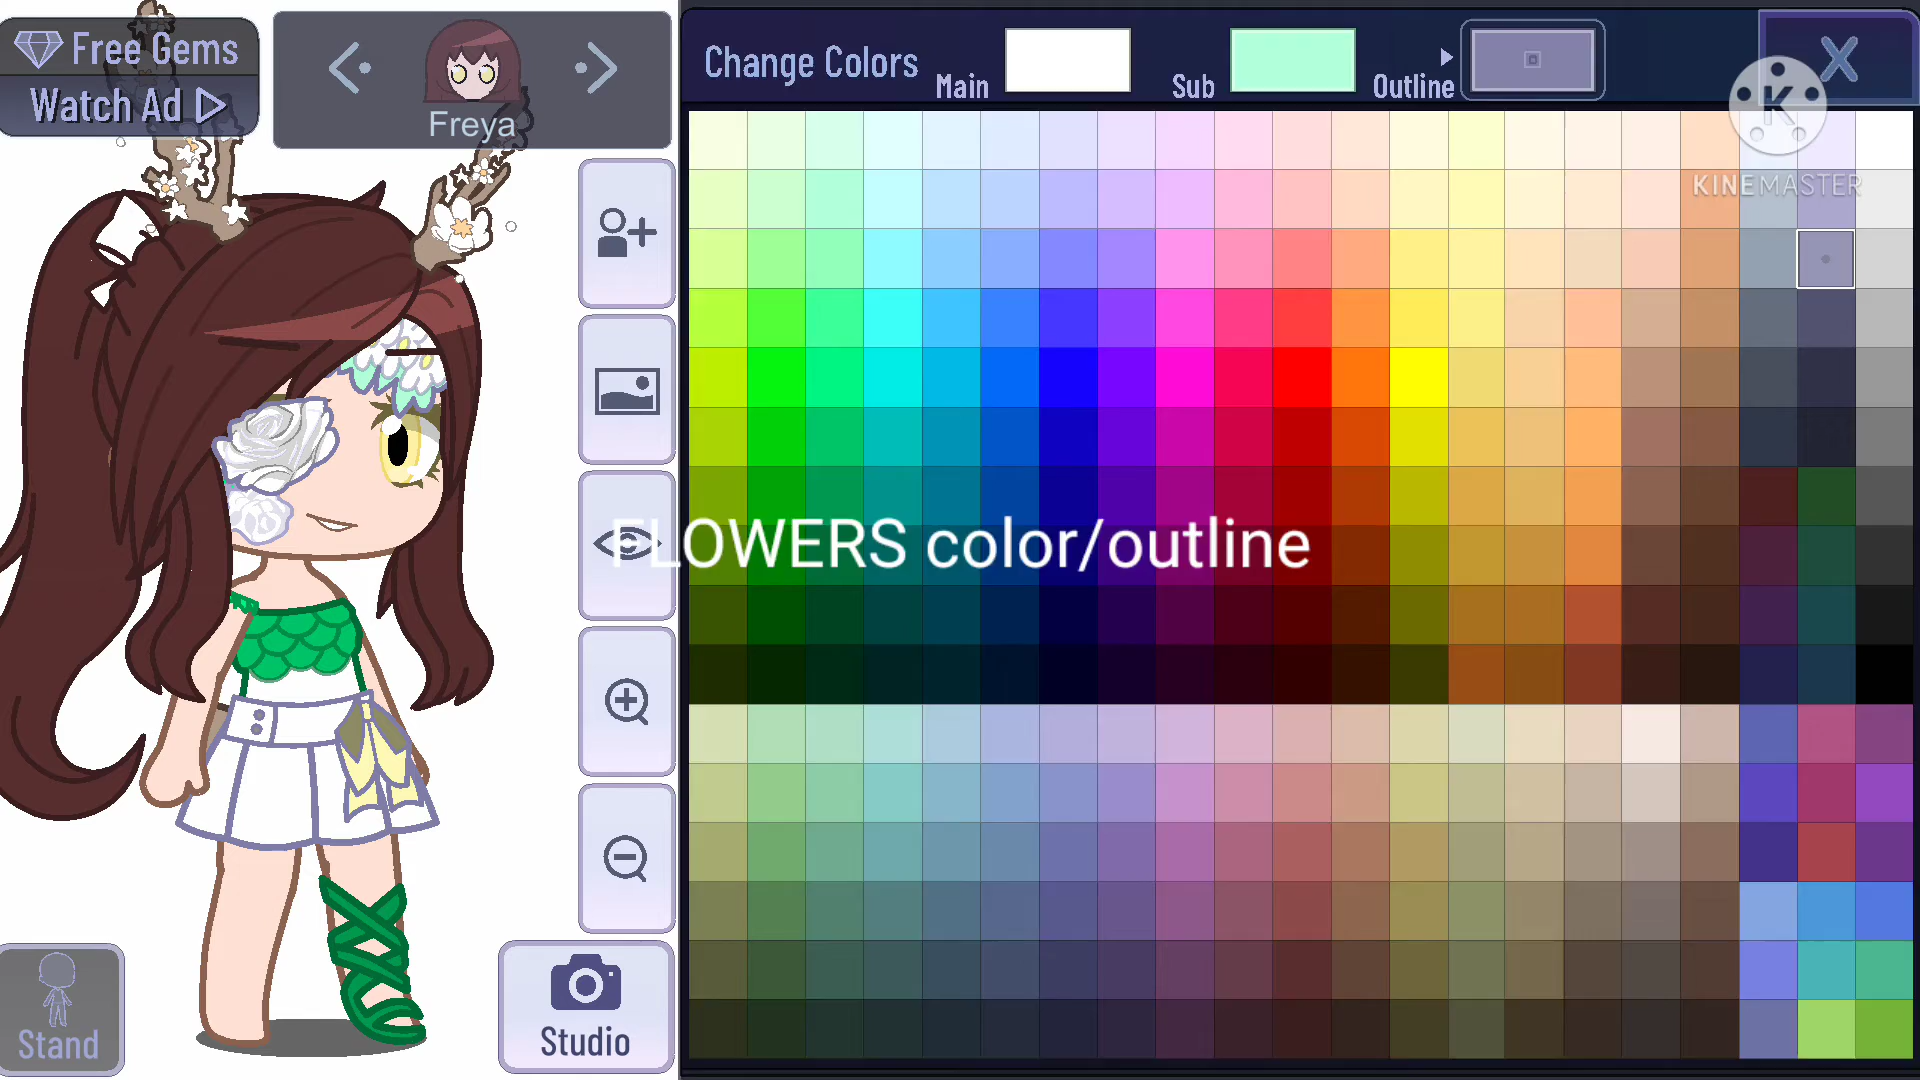 Free Gems
Watch Ad
Freya
Change Colors
Main
Sub
Outline
X
K
KINEMASTER
FLOWERS color/outline
Stand
Studio